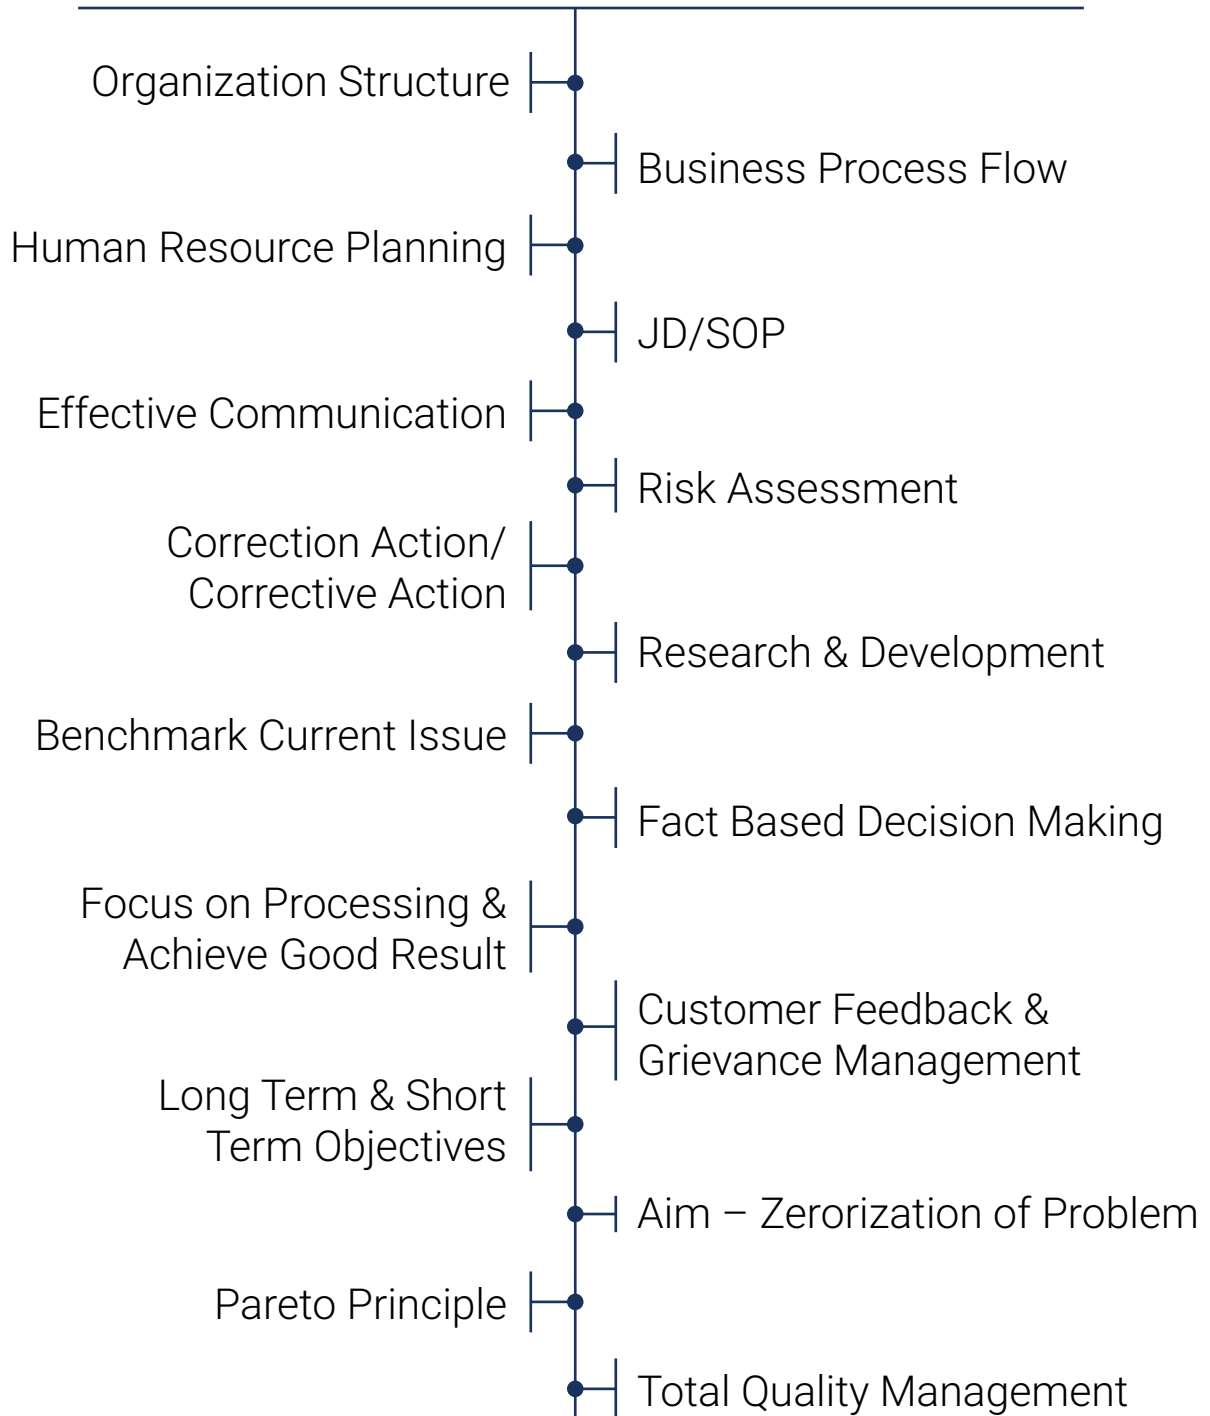 Organization Structure
Business Process Flow
Human Resource Planning
JD/SOP
Effective Communication
Risk Assessment
Correction Action/
Corrective Action
Research & Development
Benchmark Current Issue
Fact Based Decision Making
Focus on Processing &
Achieve Good Result
Customer Feedback &
Grievance Management
Long Term & Short
Term Objectives
Aim – Zerorization of Problem
Pareto Principle
Total Quality Management